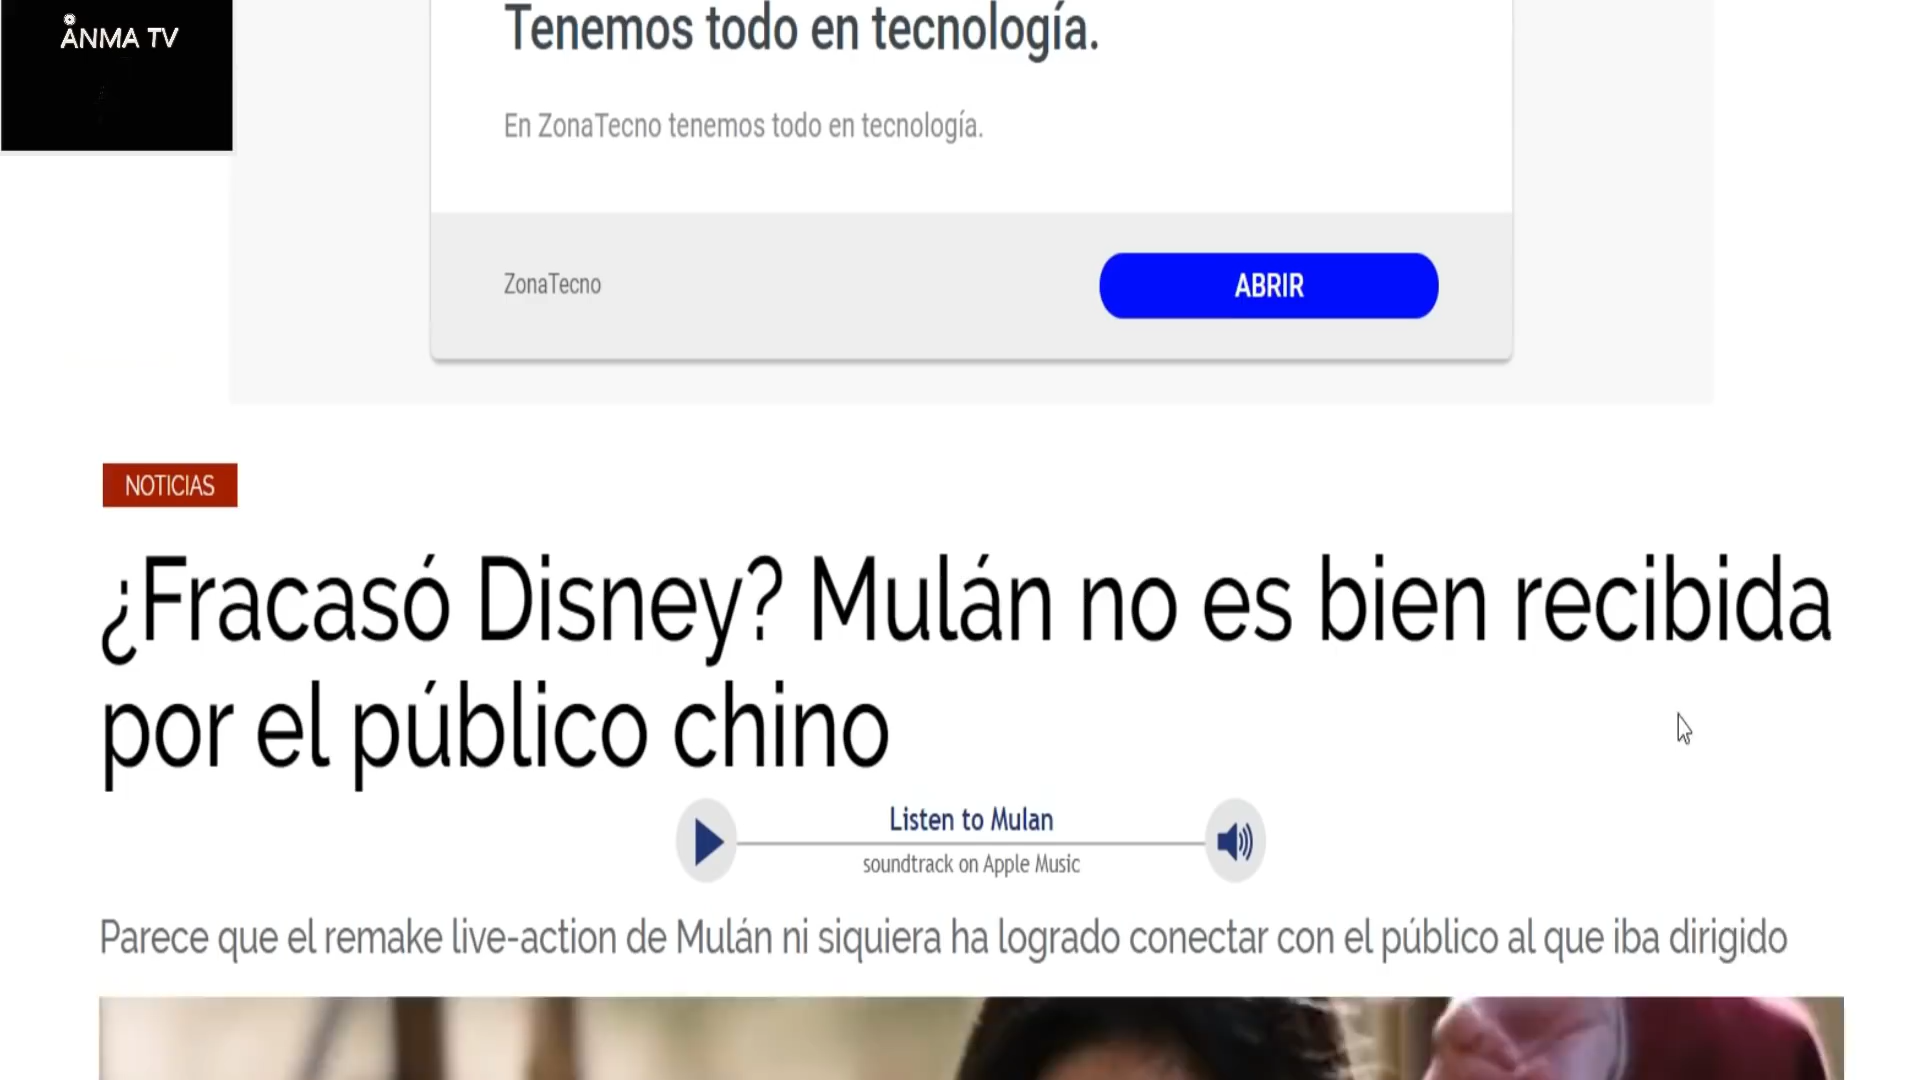 ANMA TV
Tenemos todo en tecnología.
En ZonaTecno tenemos todo en tecnología.
ZonaTecno
ABRIR
NOTICIAS
¿Fracasó Disney? Mulán no es bien recibida
por el público chino
Listen to Mulan
soundtrack on Apple Music
Parece que el remake live-action de Mulán ni siquiera ha logrado conectar con el público al que iba dirigido